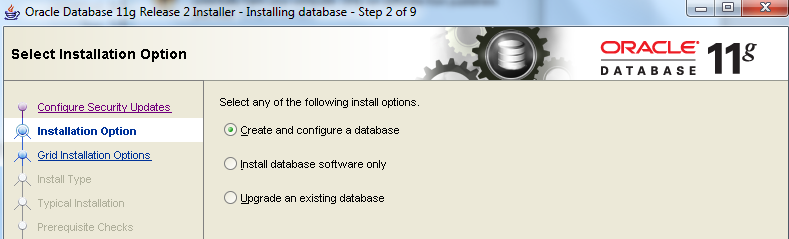 Oracle Database 11g Release 2 Installer - Installing database - Step 2 of 9
Select Installation Option
ORACLE
DATABASE
11g
Configure Security Updates
Installation Option
Grid Installation Options
Install Type
Typical Installation
Prerequisite Checks
Select any of the following install options.
Create and configure a database
Install database software only
Upgrade an existing database